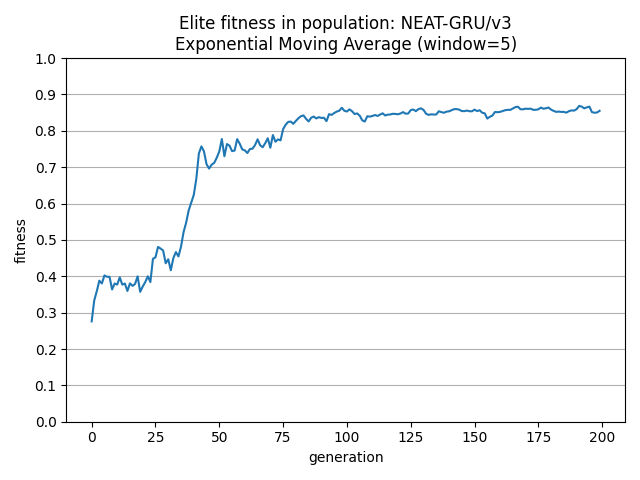 Elite fitness in population: NEAT-GRU/v3
Exponential Moving Average (window=5)
1.0
0.9
0.8
0.7
0.6
0.5
0.4
0.3
0.2
0.1
0.0
fitness
0 25 50 75 100 125 150 175 200
generation